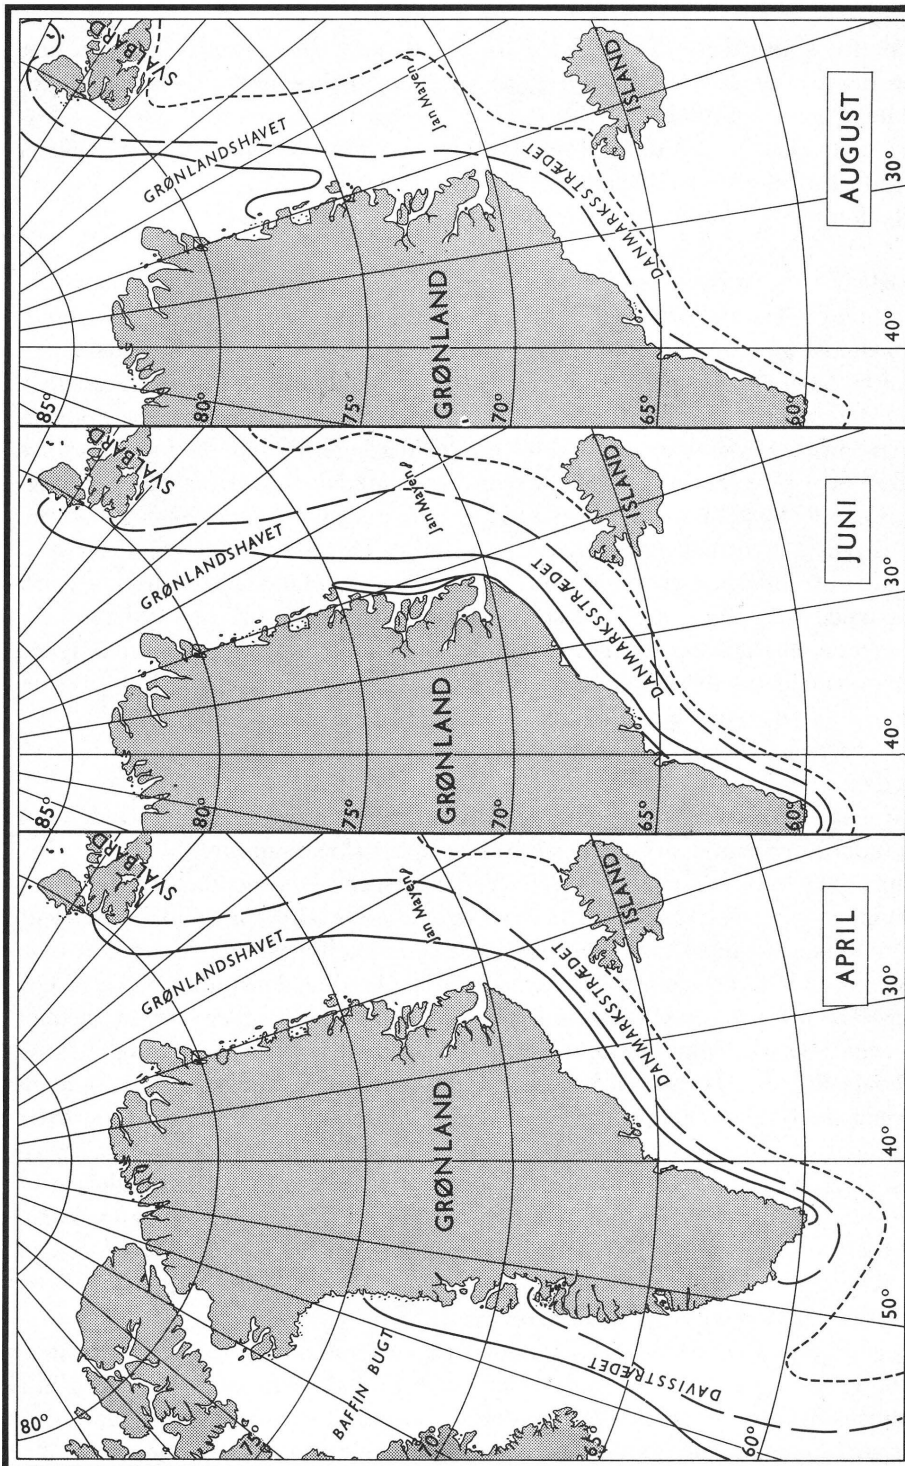 AUGUST
SVALBARD
GRØNLANDSHAVET
Jan Mayen
ISLAND
DANMARKSSTRÆDET
GRØNLAND
85°
80°
75°
70°
65°
60°
30°
40°
JUNI
SVALBARD
GRØNLANDSHAVET
Jan Mayen
ISLAND
DANMARKSSTRÆDET
GRØNLAND
85°
80°
75°
70°
65°
60°
30°
40°
APRIL
SVALBARD
GRØNLANDSHAVET
Jan Mayen
ISLAND
DANMARKSSTRÆDET
GRØNLAND
BAFFIN BUGT
DAVISSTRÆDET
80°
75°
70°
65°
60°
30°
40°
50°